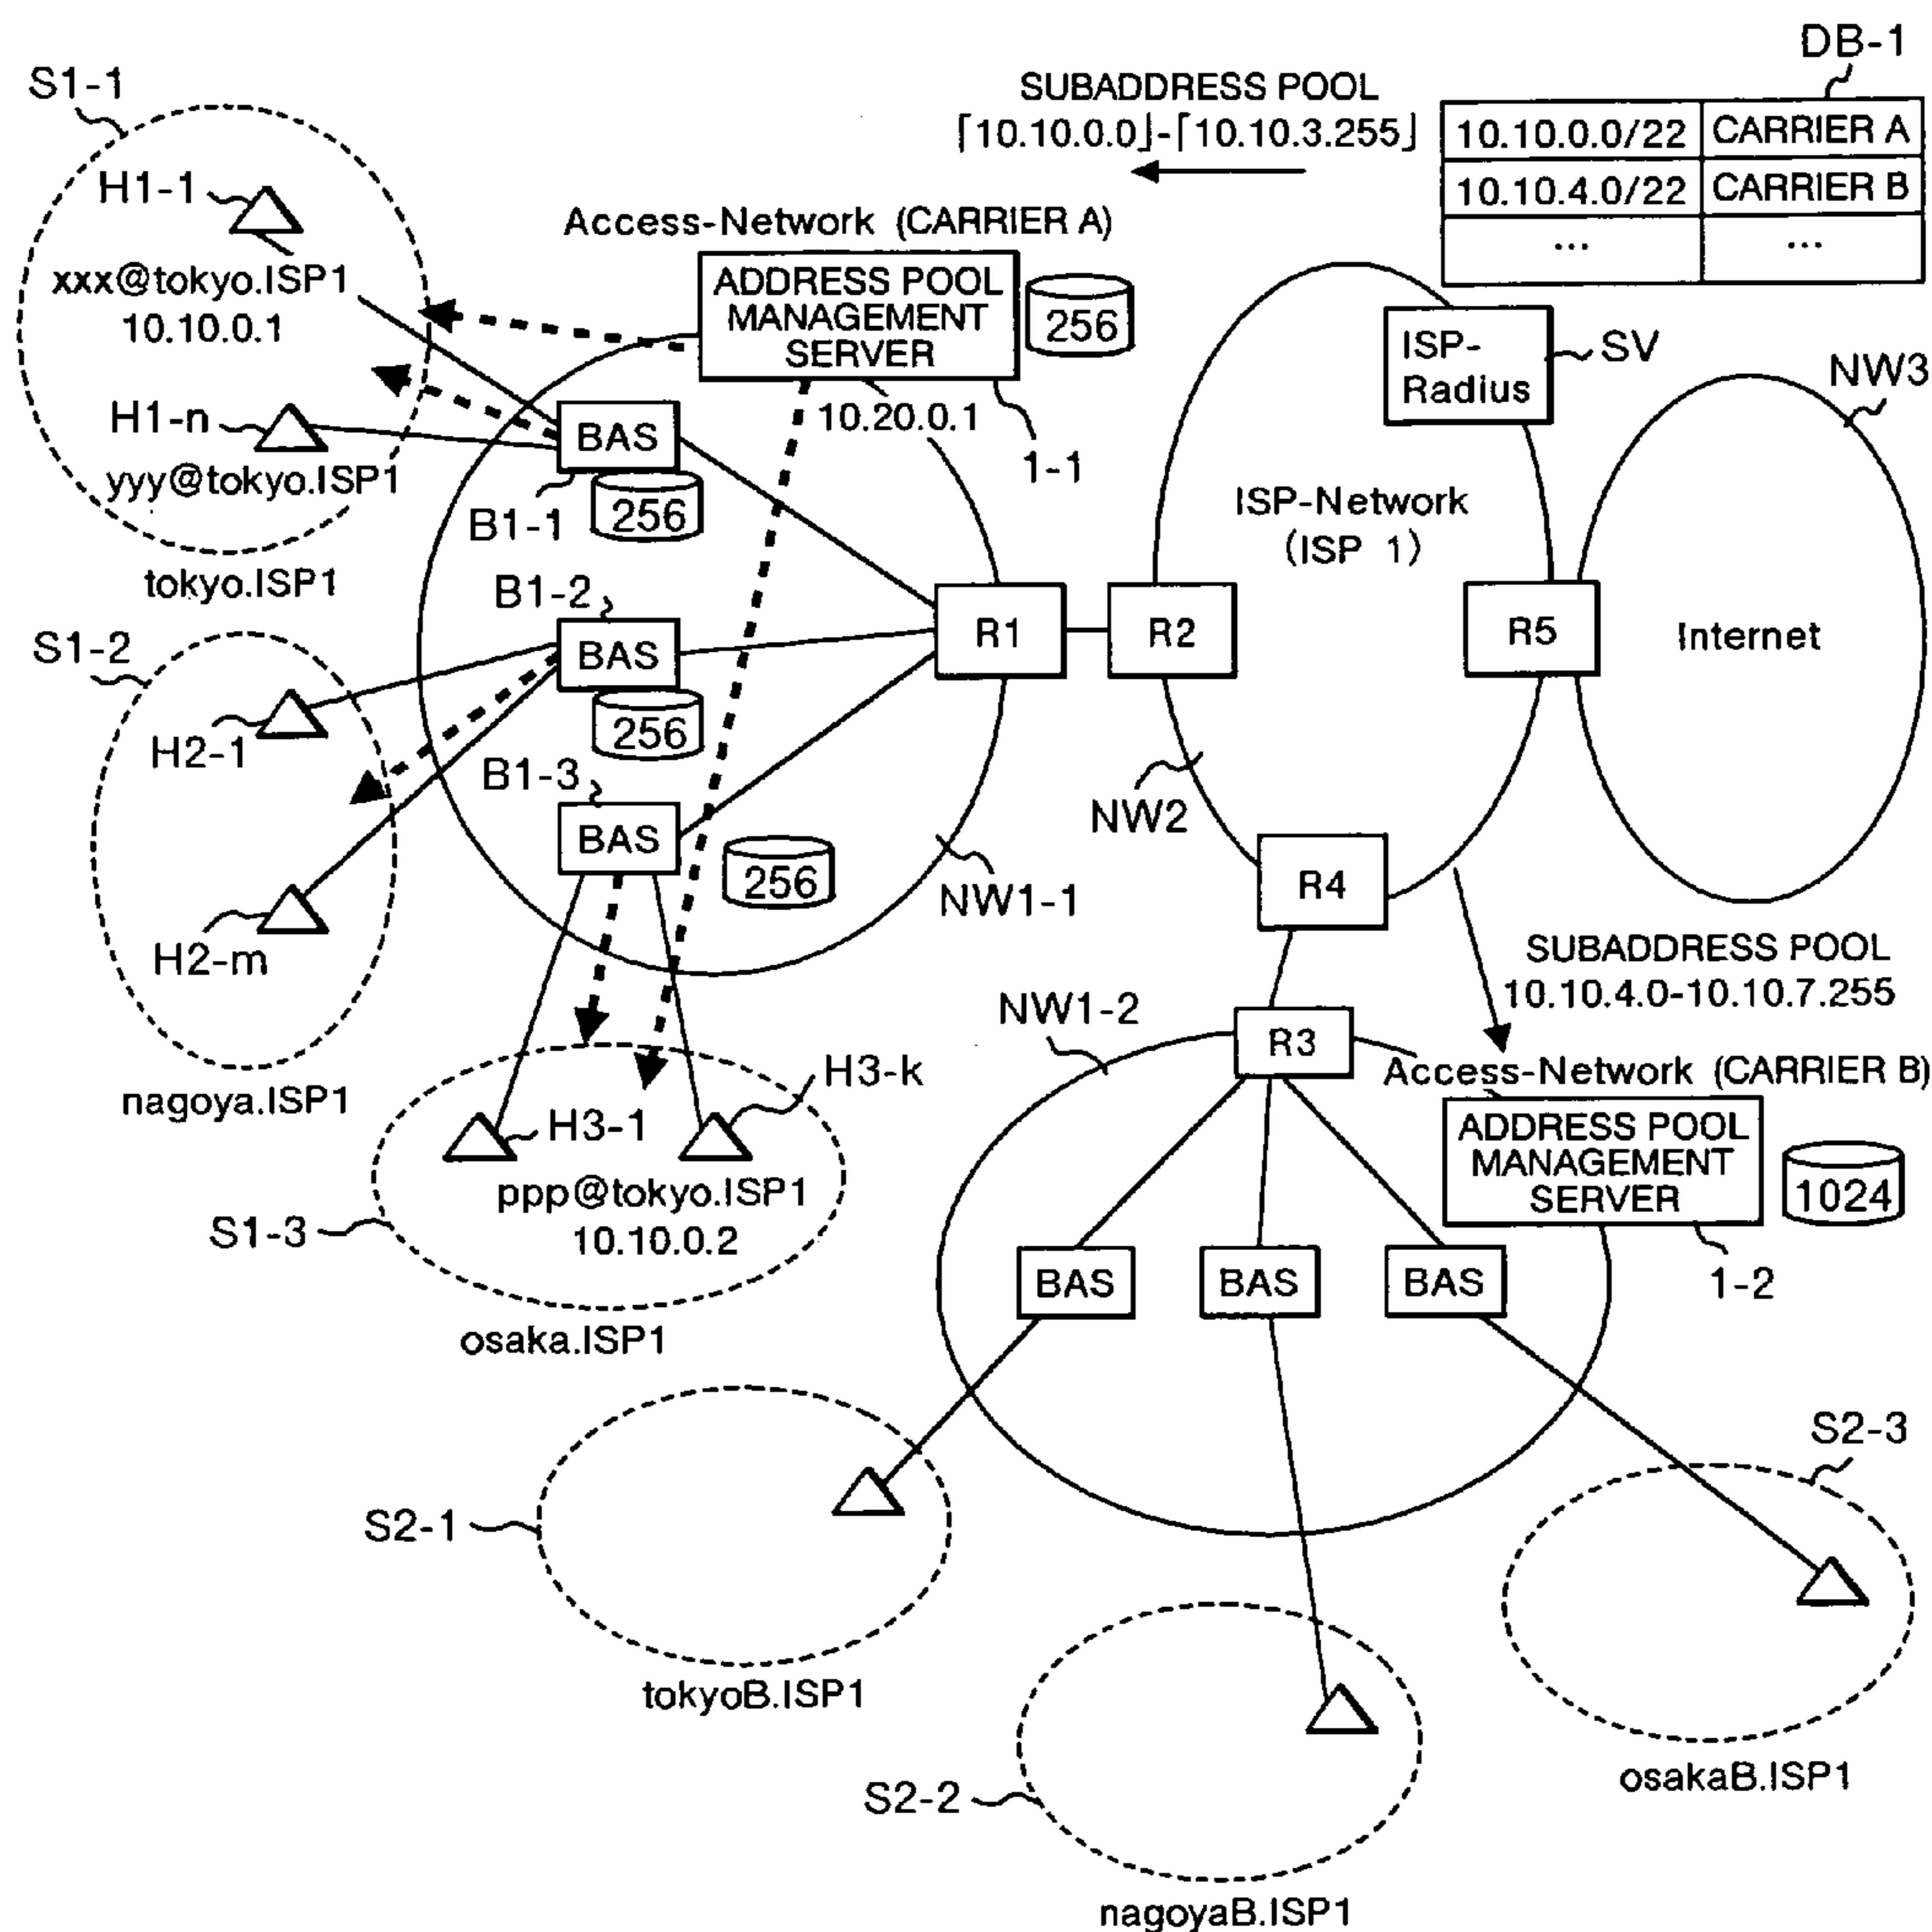 DB-1
S1-1
SUBADDRESS POOL
⌈10.10.0.0⌋-⌈10.10.3.255⌋
10.10.0.0/22 CARRIER A
10.10.4.0/22 CARRIER B
... ...
H1-1
Access-Network (CARRIER A)
ADDRESS POOL
MANAGEMENT
SERVER
256
xxx@tokyo.ISP1
10.10.0.1
ISP-
Radius
SV
NW3
H1-n
BAS
10.20.0.1
1-1
yyy@tokyo.ISP1
B1-1
256
ISP-Network
(ISP 1)
tokyo.ISP1
B1-2
S1-2
BAS
R1
R2
R5
Internet
256
H2-1
B1-3
NW2
BAS
256
R4
NW1-1
H2-m
SUBADDRESS POOL
10.10.4.0-10.10.7.255
NW1-2
R3
nagoya.ISP1
H3-k
Access-Network (CARRIER B)
H3-1
ADDRESS POOL
MANAGEMENT
SERVER
1024
ppp@tokyo.ISP1
10.10.0.2
S1-3
BAS
BAS
BAS
1-2
osaka.ISP1
S2-3
S2-1
tokyoB.ISP1
osakaB.ISP1
S2-2
nagoyaB.ISP1